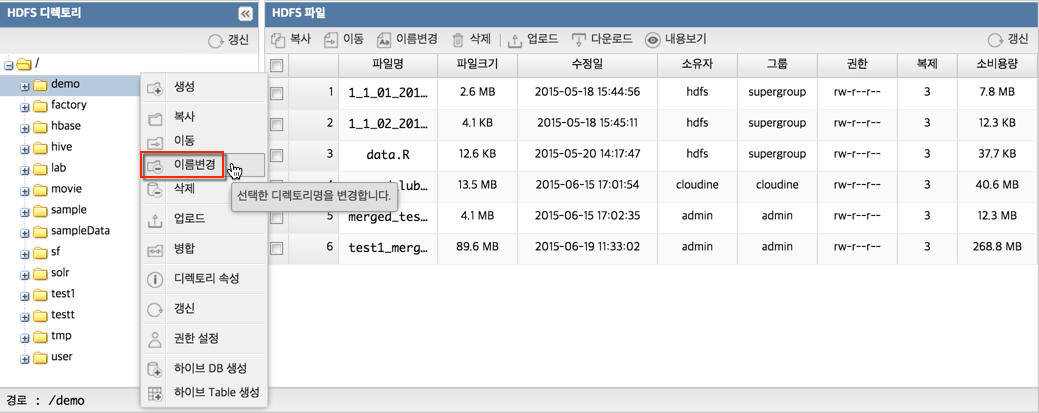 HDFS 디렉토리
갱신
/
demo
factory
hbase
hive
lab
movie
sample
sampleData
sf
solr
test1
testt
tmp
user
생성
복사
이동
이름변경
삭제
업로드
병합
디렉토리 속성
갱신
권한 설정
하이브 DB 생성
하이브 Table 생성
선택한 디렉토리명을 변경합니다.
HDFS 파일
복사 이동 이름변경 삭제 업로드 다운로드 내용보기 갱신
파일명 파일크기 수정일 소유자 그룹 권한 복제 소비용량
1 1_1_01_201… 2.6 MB 2015-05-18 15:44:56 hdfs supergroup rw-r--r-- 3 7.8 MB
2 1_1_02_201… 4.1 KB 2015-05-18 15:45:11 hdfs supergroup rw-r--r-- 3 12.3 KB
3 data.R 12.6 KB 2015-05-20 14:17:47 hdfs supergroup rw-r--r-- 3 37.7 KB
13.5 MB 2015-06-15 17:01:54 cloudine admin rw-r--r-- 3 40.6 MB
5 merged_tes… 4.1 MB 2015-06-15 17:02:35 admin admin rw-r--r-- 3 12.3 MB
6 test1_merg… 89.6 MB 2015-06-19 11:33:02 admin admin rw-r--r-- 3 268.8 MB
경로 : /demo